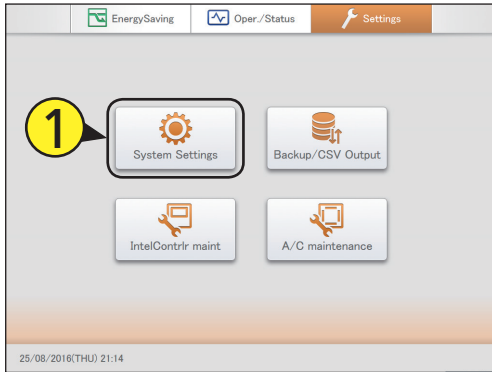 EnergySaving Oper./Status Settings
1
System Settings Backup/CSV Output
IntelContrlr maint A/C maintenance
25/08/2016(THU) 21:14